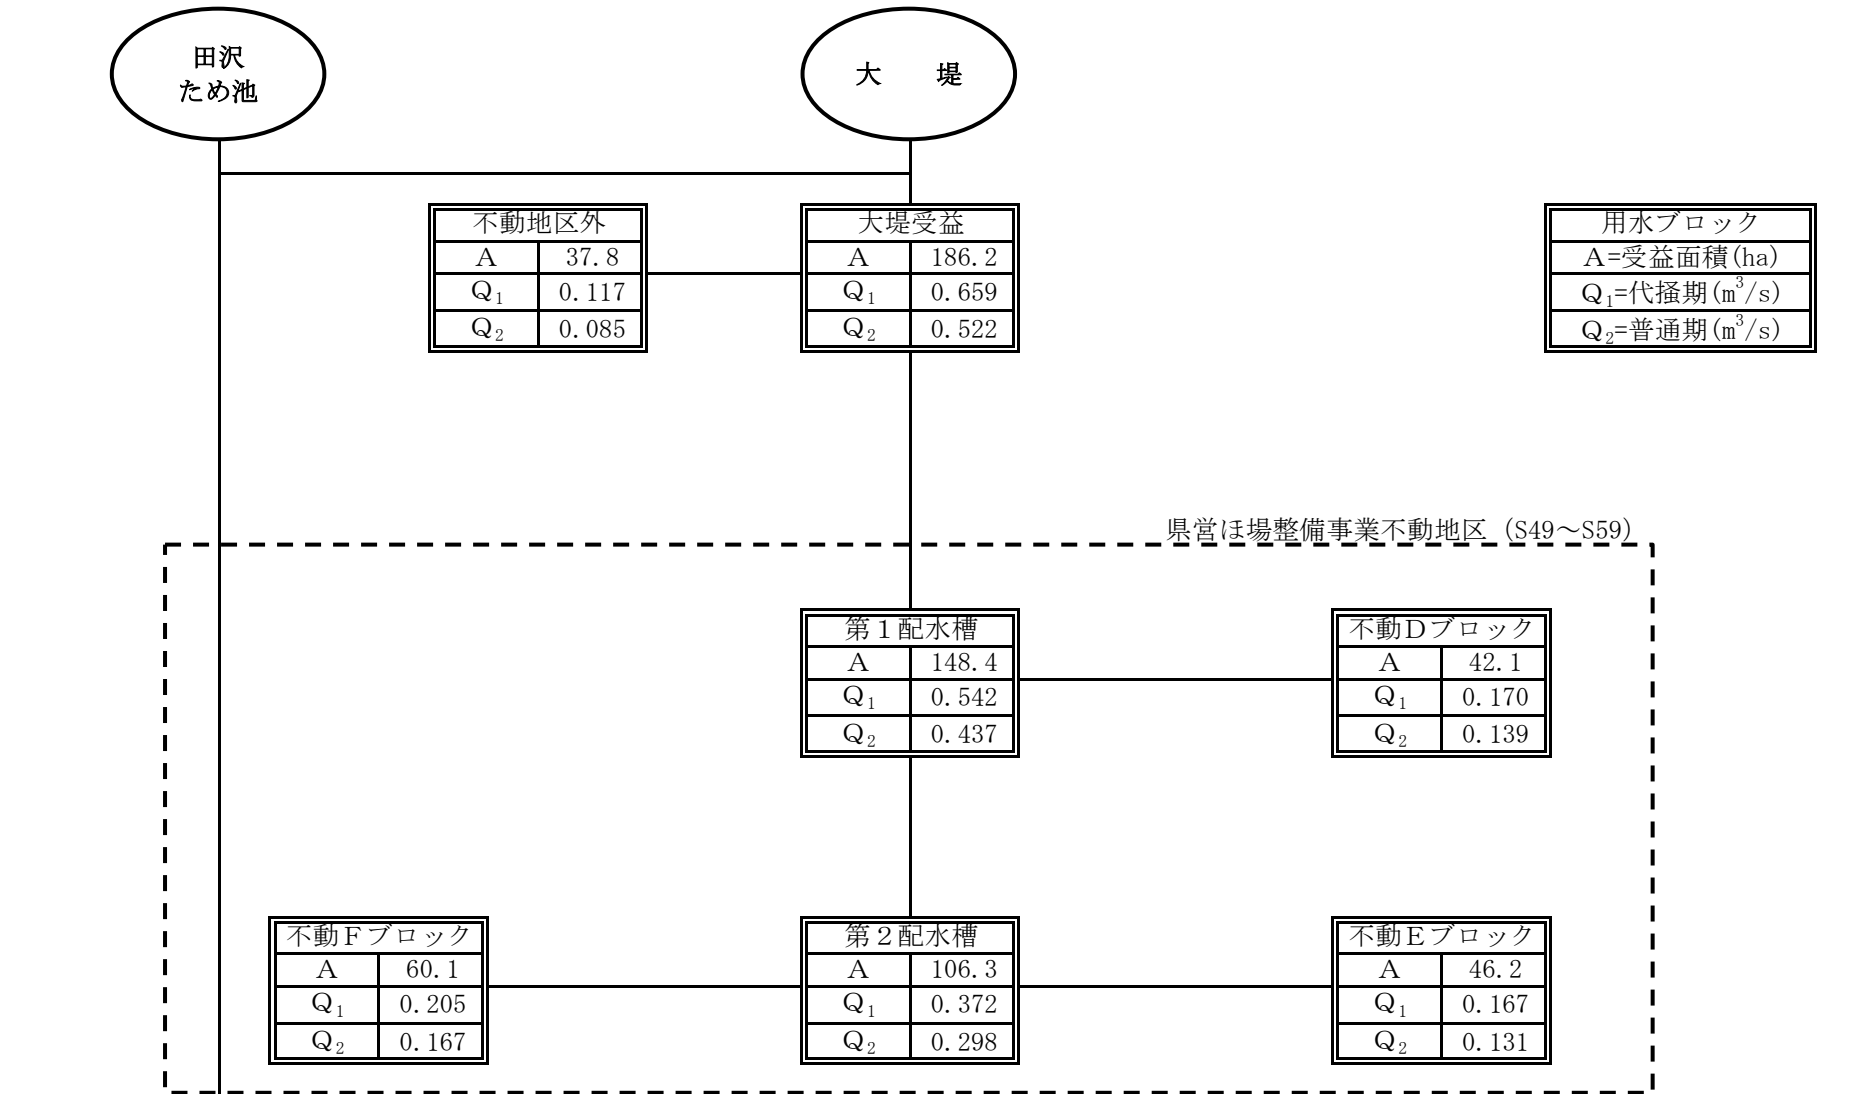 田沢
ため池
大　　堤
不動地区外
A 37.8
Q1 0.117
Q2 0.085
大堤受益
A 186.2
Q1 0.659
Q2 0.522
用水ブロック
A=受益面積(ha)
Q1=代掻期(m3/s)
Q2=普通期(m3/s)
県営ほ場整備事業不動地区（S49～S59）
第１配水槽
A 148.4
Q1 0.542
Q2 0.437
不動Ｄブロック
A 42.1
Q1 0.170
Q2 0.139
不動Ｆブロック
A 60.1
Q1 0.205
Q2 0.167
第２配水槽
A 106.3
Q1 0.372
Q2 0.298
不動Ｅブロック
A 46.2
Q1 0.167
Q2 0.131